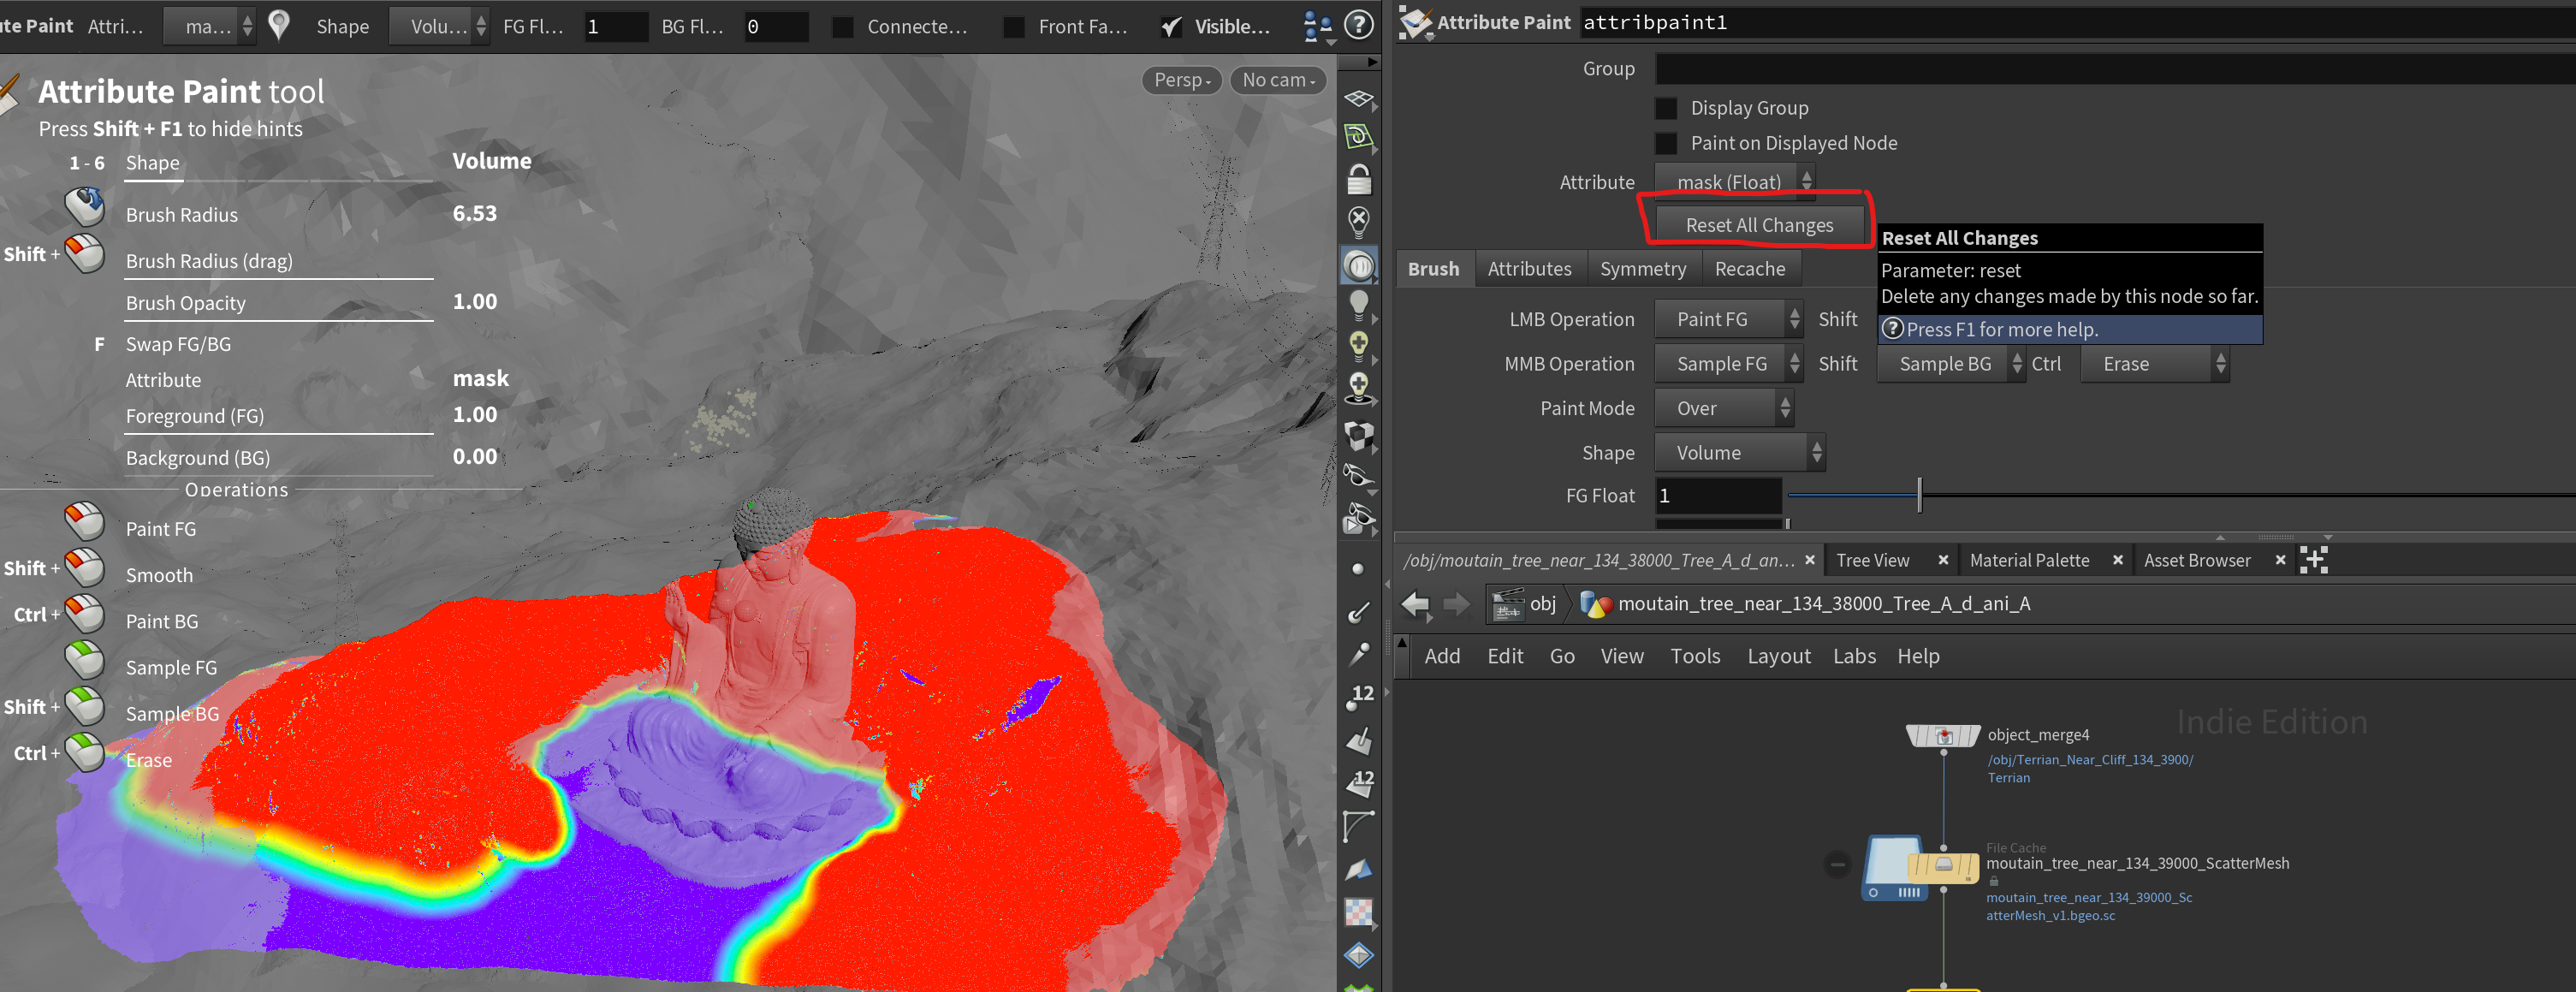 te Paint Attri... ma... Shape Volu... FG Fl... 1 BG Fl... 0 Connecte... Front Fa... Visible...
Attribute Paint tool
Press Shift + F1 to hide hints
Persp
No cam
1 - 6 Shape Volume
Brush Radius 6.53
Shift + Brush Radius (drag)
Brush Opacity 1.00
F Swap FG/BG
Attribute mask
Foreground (FG) 1.00
Background (BG) 0.00
Operations
Paint FG
Shift + Smooth
Ctrl + Paint BG
Sample FG
Shift + Sample BG
Ctrl + Erase
12
12
Attribute Paint attribpaint1
Group
Display Group
Paint on Displayed Node
Attribute mask (Float)
Reset All Changes
Reset All Changes
Parameter: reset
Delete any changes made by this node so far.
Press F1 for more help.
Brush Attributes Symmetry Recache
LMB Operation Paint FG Shift
MMB Operation Sample FG Shift Sample BG Ctrl Erase
Paint Mode Over
Shape Volume
FG Float 1
/obj/moutain_tree_near_134_38000_Tree_A_d_an... Tree View Material Palette Asset Browser
obj moutain_tree_near_134_38000_Tree_A_d_ani_A
Add Edit Go View Tools Layout Labs Help
Indie Edition
object_merge4
/obj/Terrian_Near_Cliff_134_3900/
Terrian
File Cache
moutain_tree_near_134_39000_ScatterMesh
moutain_tree_near_134_39000_Sc
atterMesh_v1.bgeo.sc